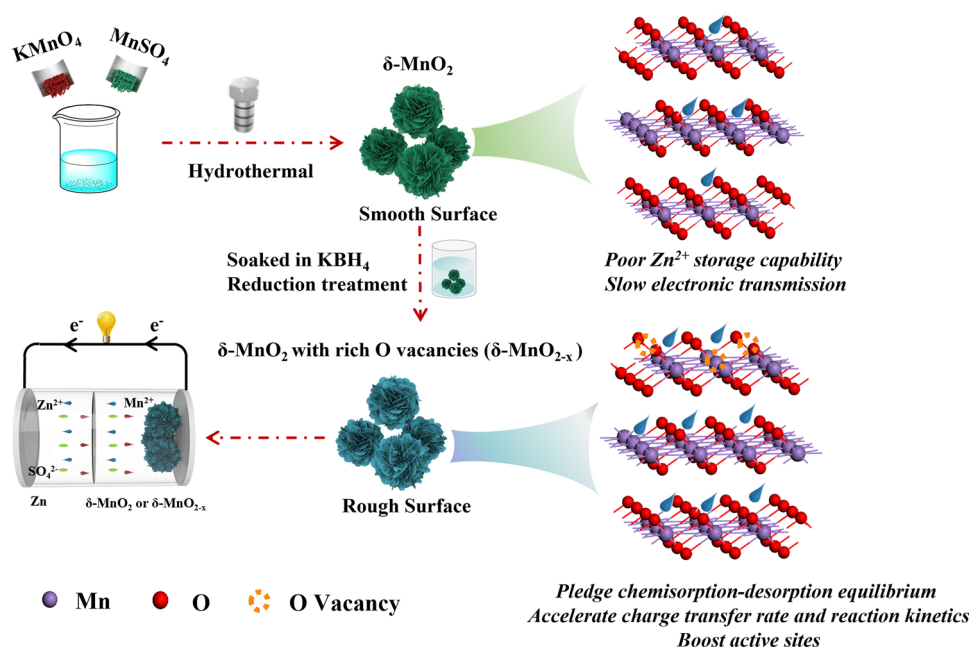 KMnO₄
MnSO₄
Hydrothermal
δ-MnO₂
Smooth Surface
Poor Zn²⁺ storage capability
Slow electronic transmission
Soaked in KBH₄
Reduction treatment
δ-MnO₂ with rich O vacancies (δ-MnO₂₋ₓ)
Rough Surface
e⁻
e⁻
Zn²⁺
Mn²⁺
SO₄²⁻
Zn
δ-MnO₂ or δ-MnO₂₋ₓ
Mn
O
O Vacancy
Pledge chemisorption-desorption equilibrium
Accelerate charge transfer rate and reaction kinetics
Boost active sites